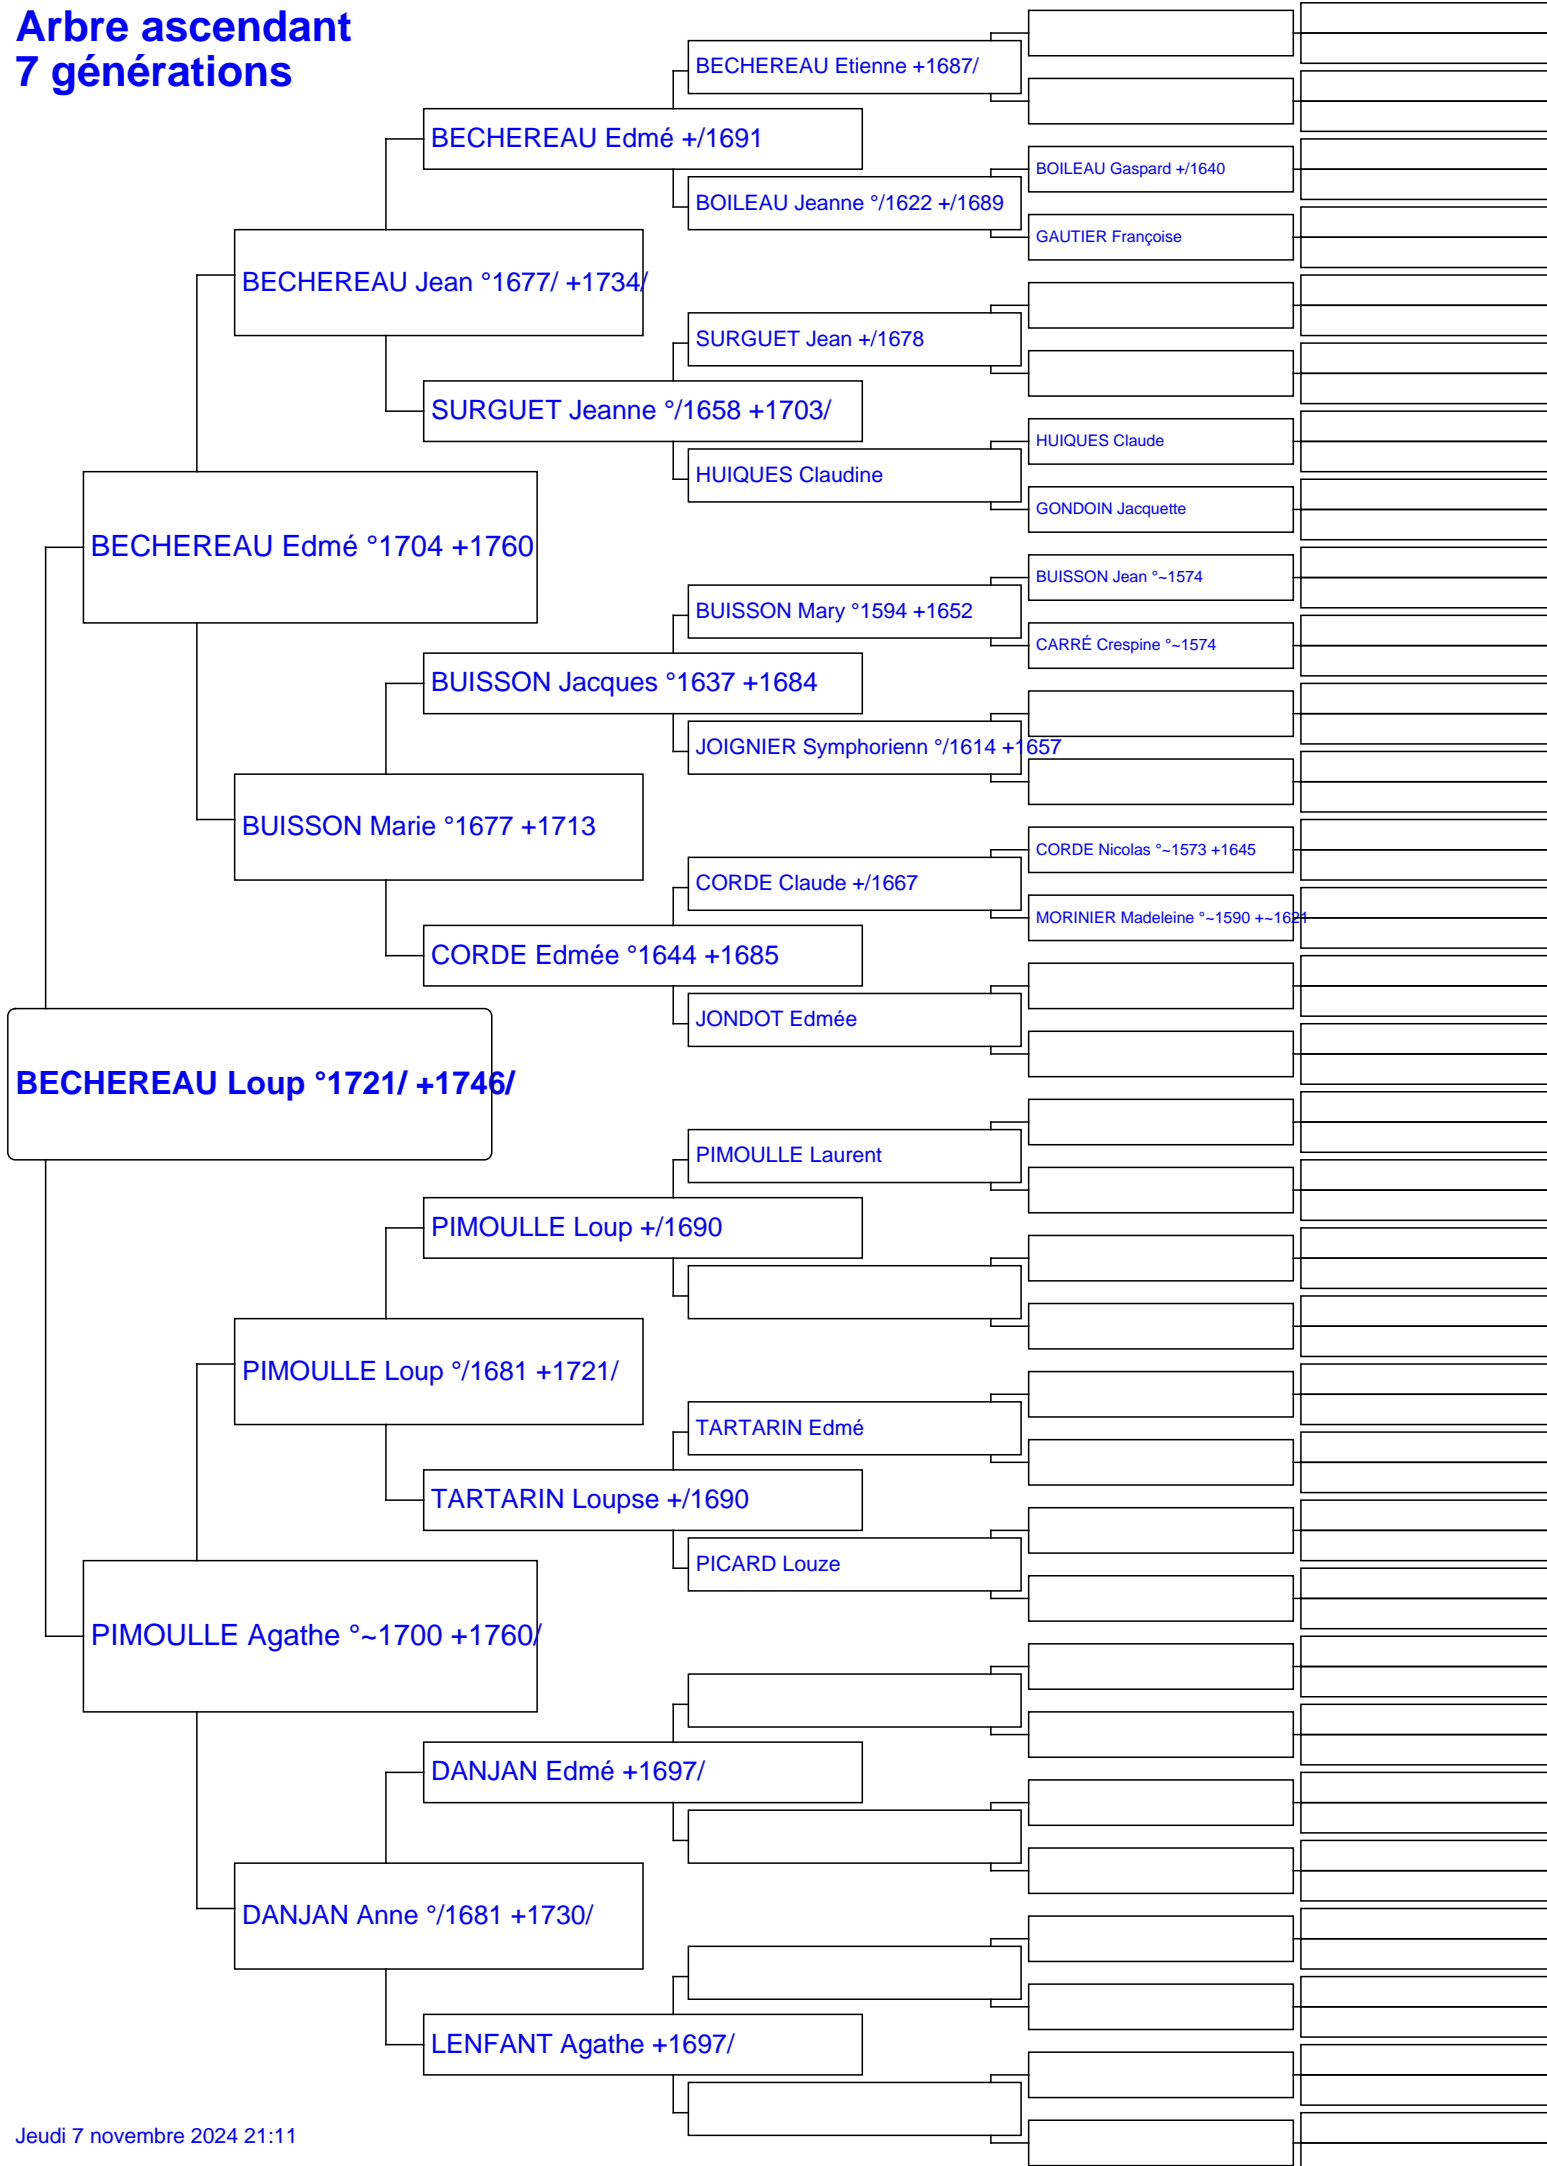 Arbre ascendant
7 générations
BECHEREAU Etienne +1687/
BECHEREAU Edmé +/1691
BOILEAU Gaspard +/1640
BOILEAU Jeanne °/1622 +/1689
GAUTIER Françoise
BECHEREAU Jean °1677/ +1734/
SURGUET Jean +/1678
SURGUET Jeanne °/1658 +1703/
HUIQUES Claude
HUIQUES Claudine
GONDOIN Jacquette
BECHEREAU Edmé °1704 +1760
BUISSON Jean °~1574
BUISSON Mary °1594 +1652
CARRÉ Crespine °~1574
BUISSON Jacques °1637 +1684
JOIGNIER Symphorienn °/1614 +1657
BUISSON Marie °1677 +1713
CORDE Nicolas °~1573 +1645
CORDE Claude +/1667
MORINIER Madeleine °~1590 +~1621
CORDE Edmée °1644 +1685
JONDOT Edmée
BECHEREAU Loup °1721/ +1746/
PIMOULLE Laurent
PIMOULLE Loup +/1690
PIMOULLE Loup °/1681 +1721/
TARTARIN Edmé
TARTARIN Loupse +/1690
PICARD Louze
PIMOULLE Agathe °~1700 +1760/
DANJAN Edmé +1697/
DANJAN Anne °/1681 +1730/
LENFANT Agathe +1697/
Jeudi 7 novembre 2024 21:11